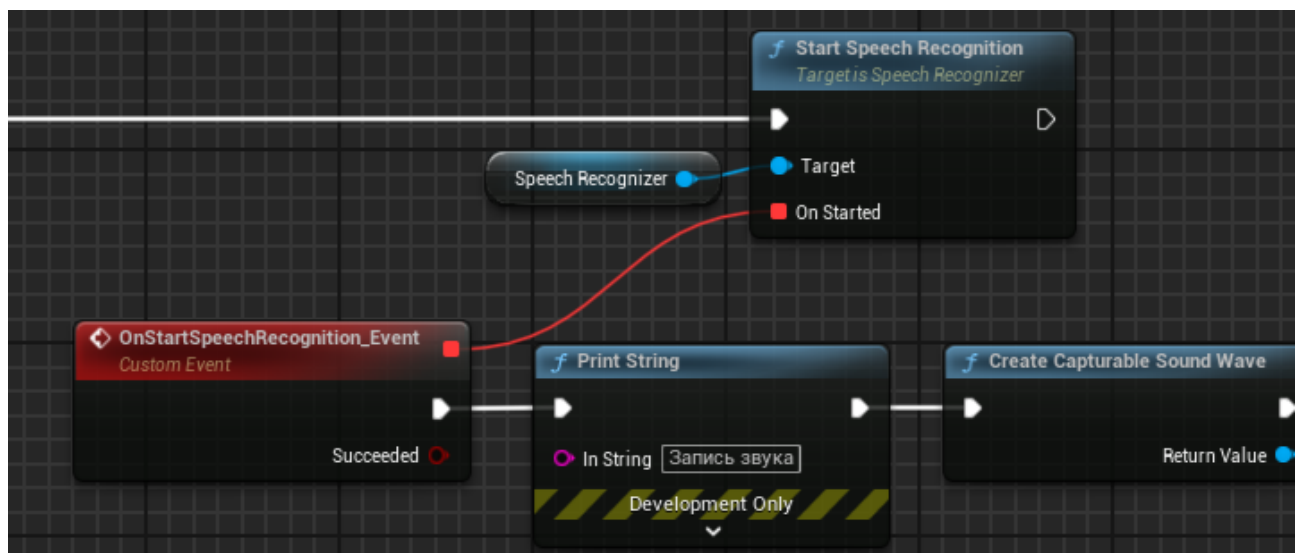 Start Speech Recognition
Target is Speech Recognizer
Speech Recognizer
Target
On Started
OnStartSpeechRecognition_Event
Custom Event
Succeeded
Print String
In String Запись звука
Development Only
Create Capturable Sound Wave
Return Value